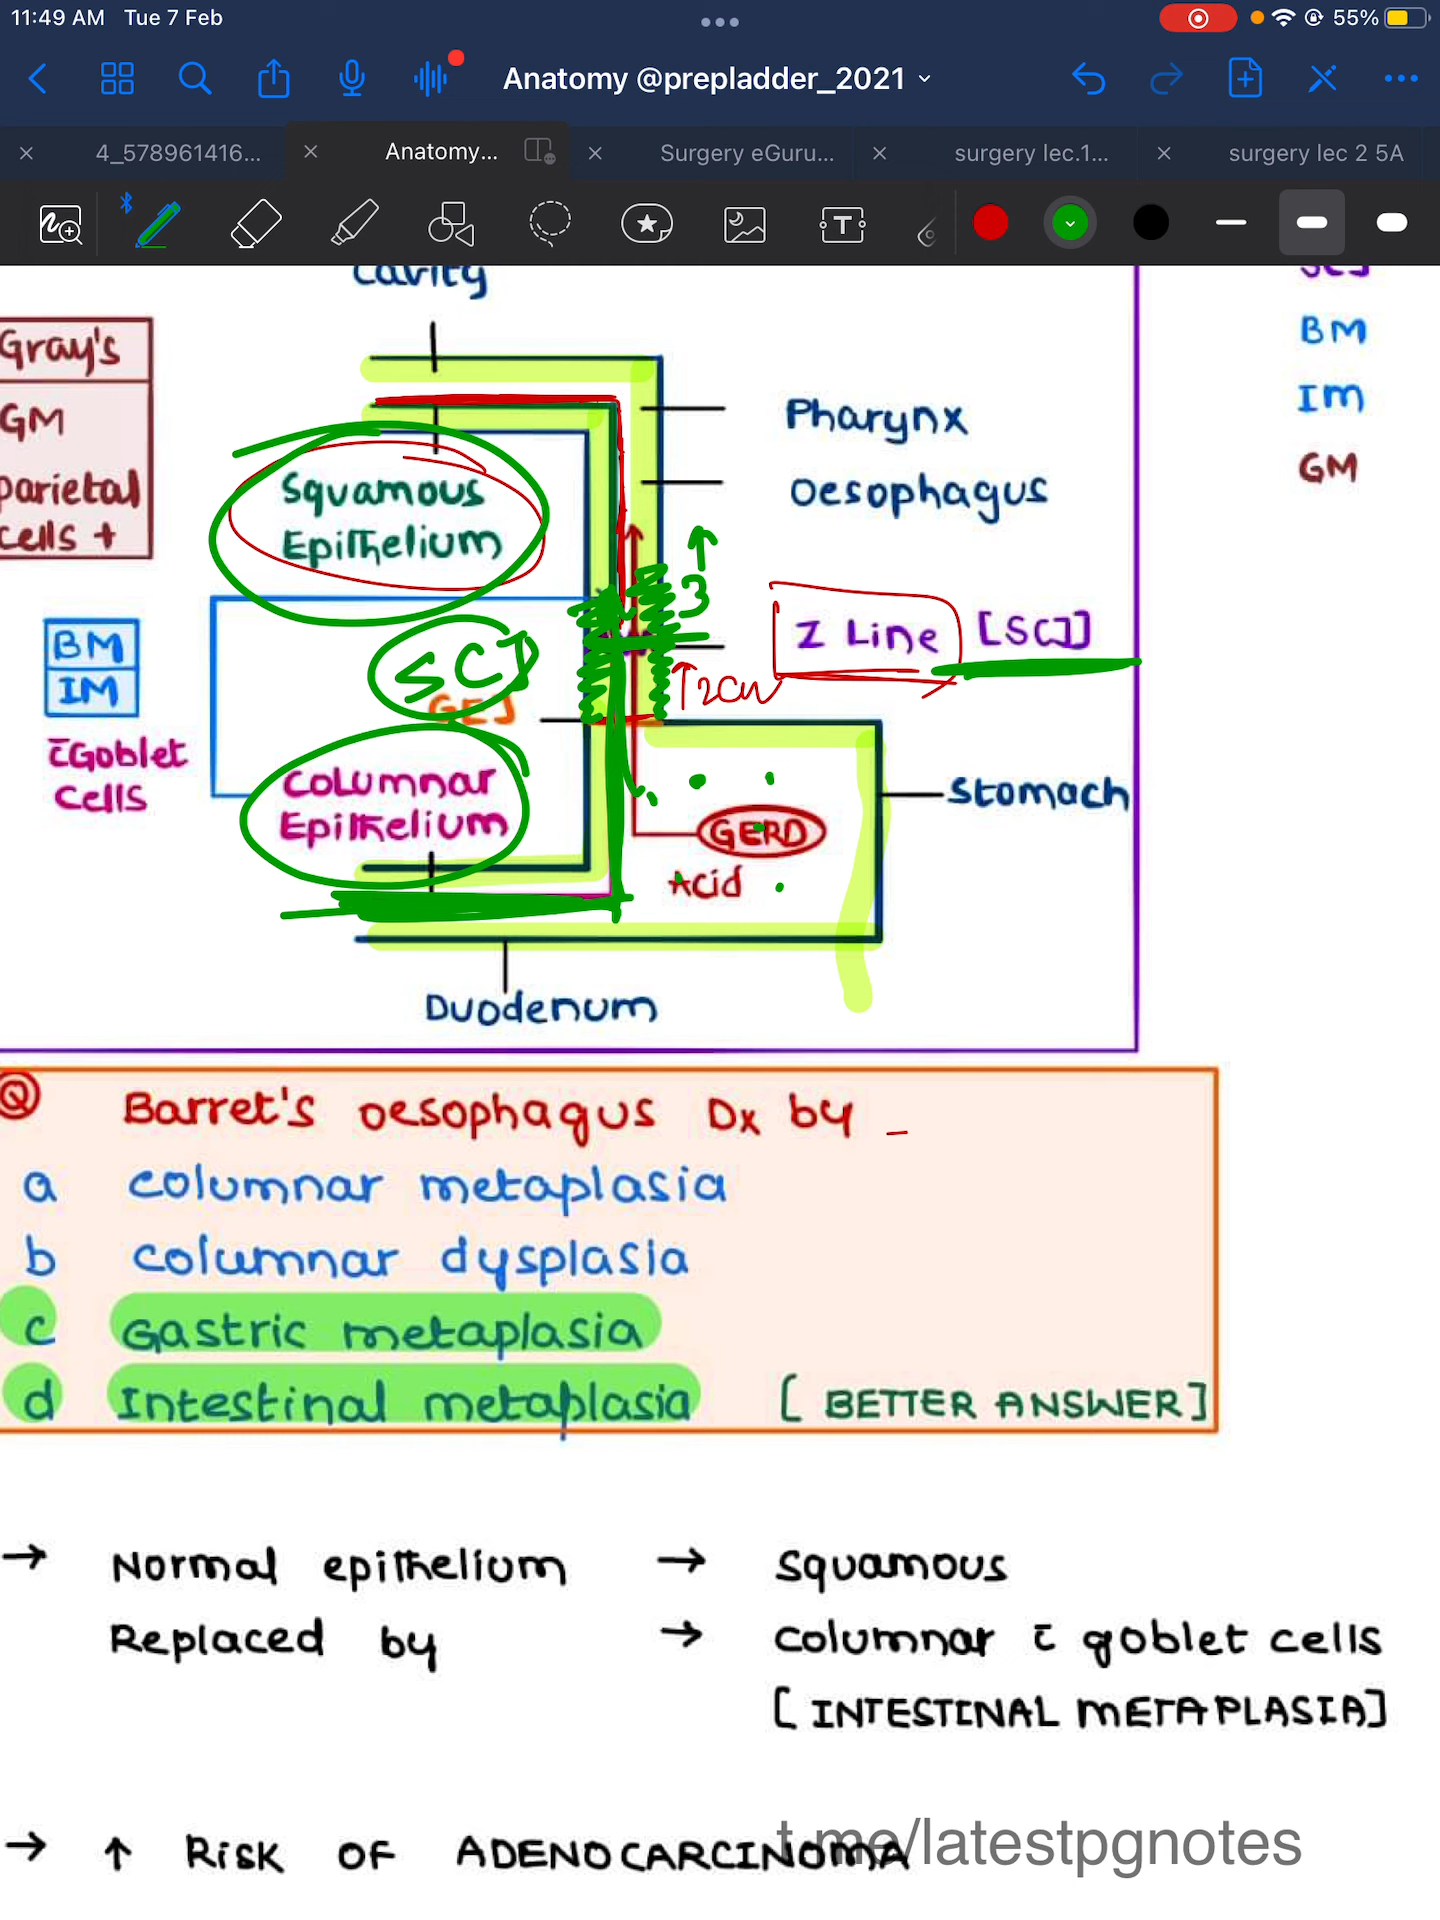 11:49 AM Tue 7 Feb
55%
Anatomy @prepladder_2021
4_578961416...
Anatomy...
Surgery eGuru...
surgery lec.1...
surgery lec 2 5A
T
Cavity
SCJ
Gray's
BM
GM
Pharynx
IM
parietal
cells +
Squamous
Epithelium
Oesophagus
GM
3
BM
IM
SCJ
Z Line [SCJ]
↑2cm
GEJ
c̄ Goblet
cells
Columnar
Epithelium
Stomach
GERD
Acid
Duodenum
Q Barret's oesophagus Dx by _
a columnar metaplasia
b columnar dysplasia
c Gastric metaplasia
d Intestinal metaplasia [ BETTER ANSWER]
→ Normal epithelium → Squamous
Replaced by → columnar c̄ goblet cells
[ INTESTINAL METAPLASIA]
→ ↑ Risk OF ADENOCARCINOMA
t.me/latestpgnotes